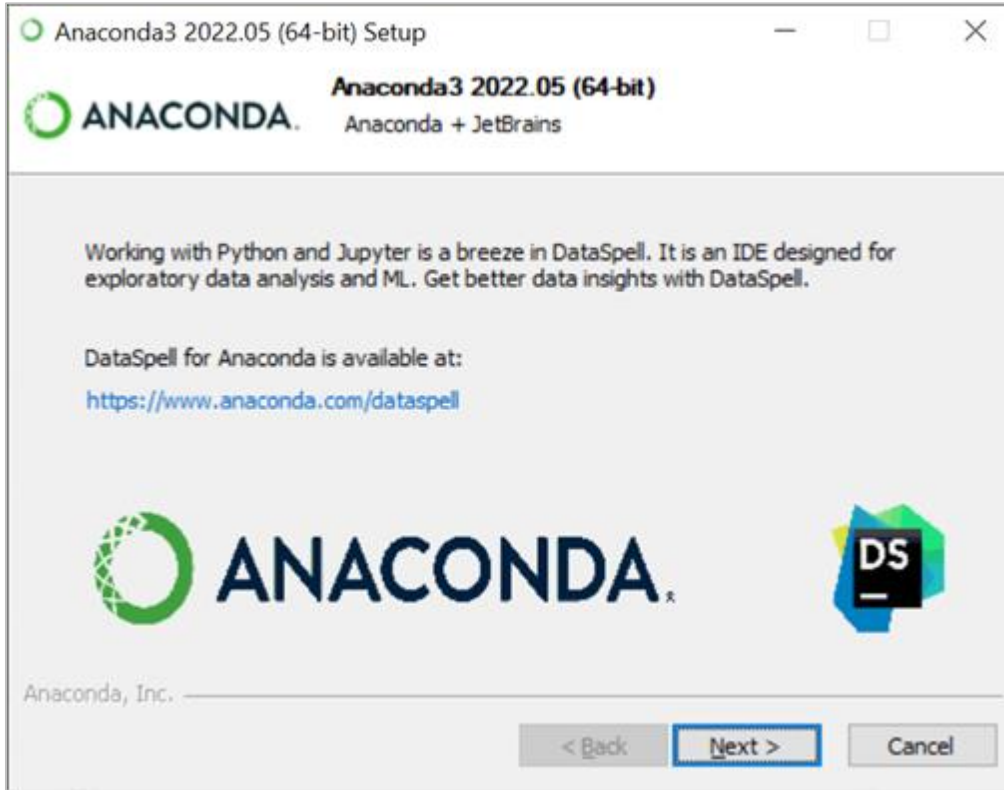 Anaconda3 2022.05 (64-bit) Setup
Anaconda3 2022.05 (64-bit)
ANACONDA.
Anaconda + JetBrains
Working with Python and Jupyter is a breeze in DataSpell. It is an IDE designed for
exploratory data analysis and ML. Get better data insights with DataSpell.
DataSpell for Anaconda is available at:
https://www.anaconda.com/dataspell
ANACONDA.
DS
Anaconda, Inc.
< Back
Next >
Cancel